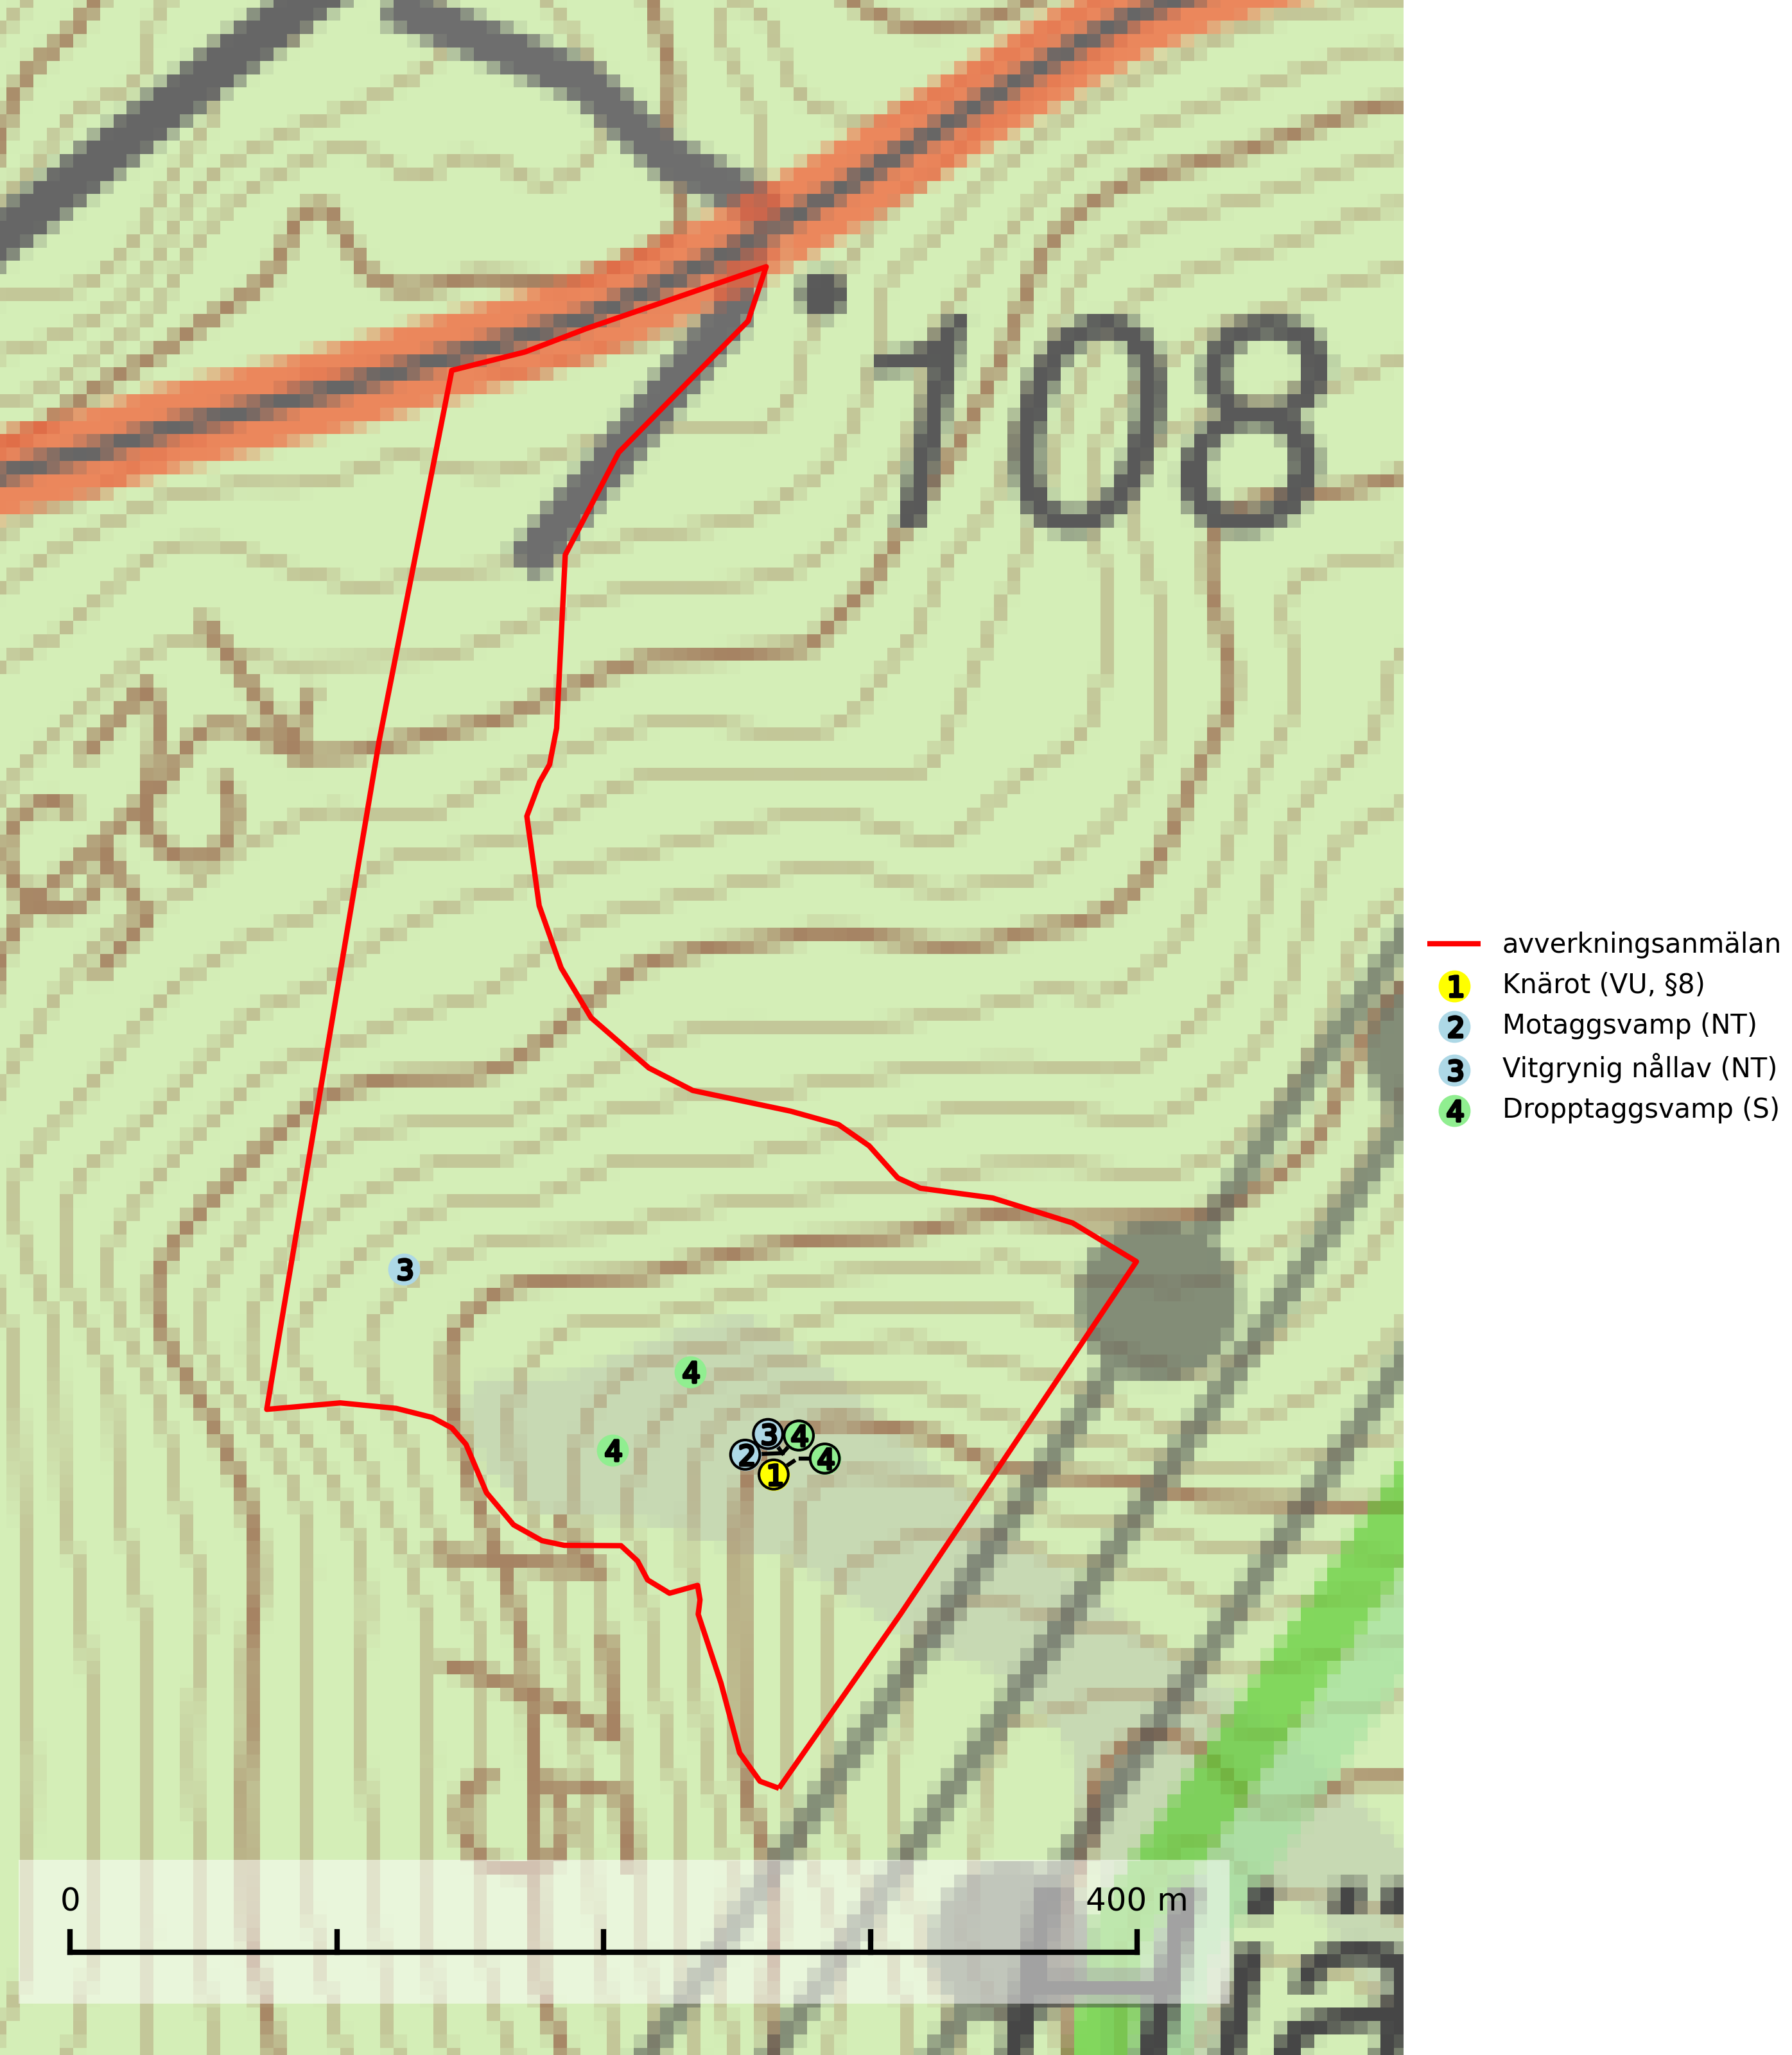 108
3
4
3
4
2
4
4
1
0
400 m
avverkningsanmälan
1 Knärot (VU, §8)
2 Motaggsvamp (NT)
3 Vitgrynig nållav (NT)
4 Dropptaggsvamp (S)